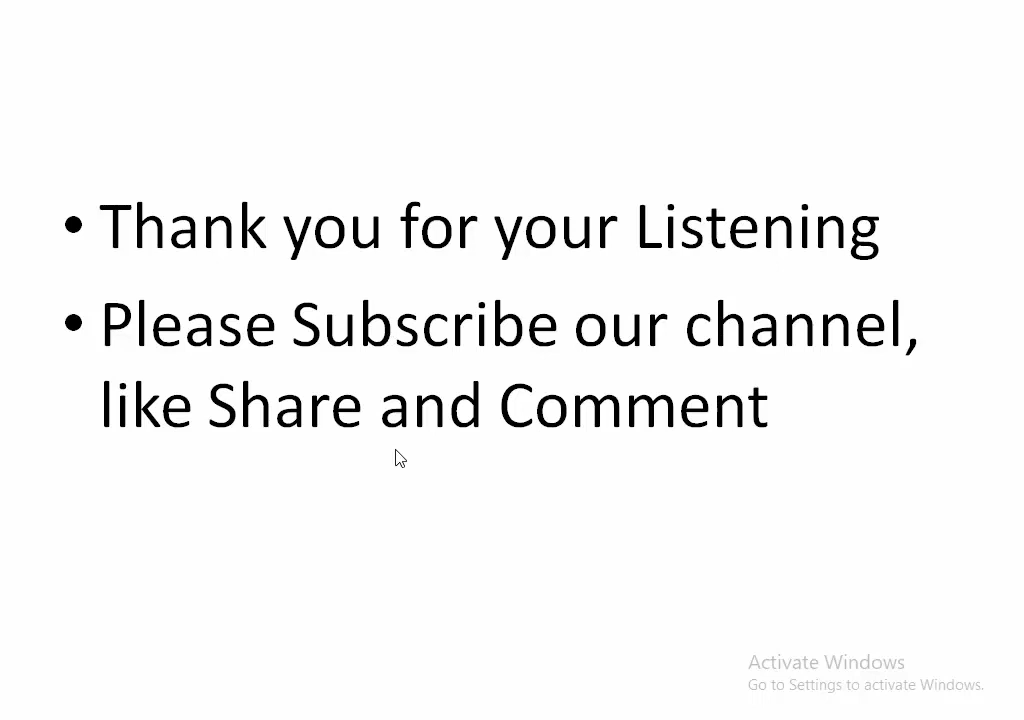 • Thank you for your Listening
• Please Subscribe our channel,
like Share and Comment
Activate Windows
Go to Settings to activate Windows.